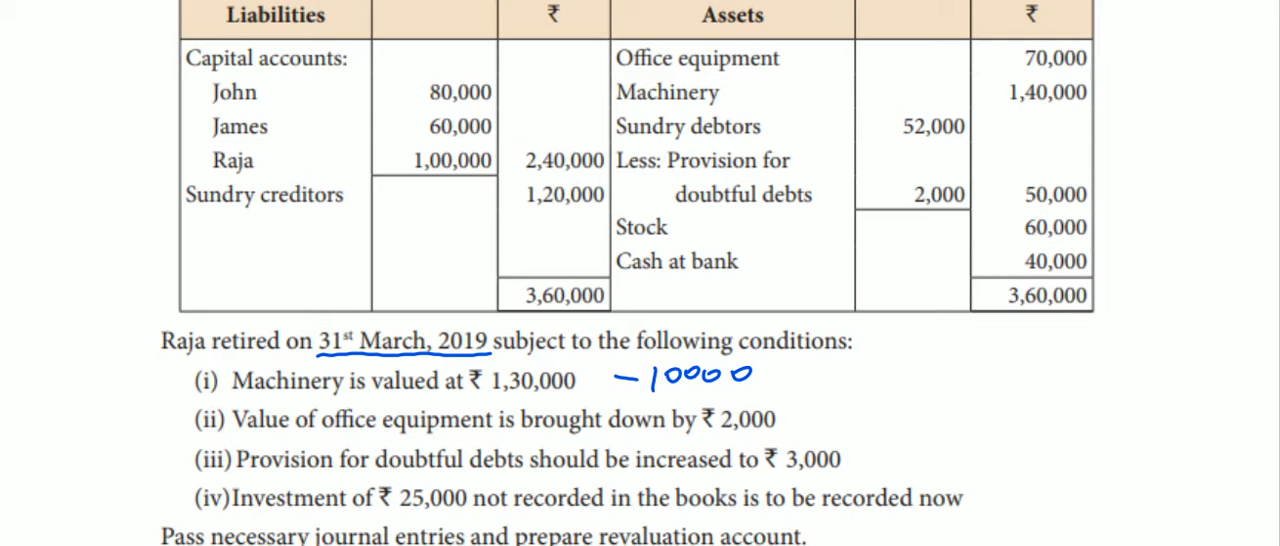 Liabilities ₹ Assets ₹
Capital accounts: Office equipment 70,000
John 80,000 Machinery 1,40,000
James 60,000 Sundry debtors 52,000
Raja 1,00,000 2,40,000 Less: Provision for
Sundry creditors 1,20,000 doubtful debts 2,000 50,000
Stock 60,000
Cash at bank 40,000
3,60,000 3,60,000
Raja retired on 31st March, 2019 subject to the following conditions:
(i) Machinery is valued at ₹ 1,30,000 – 10000
(ii) Value of office equipment is brought down by ₹ 2,000
(iii) Provision for doubtful debts should be increased to ₹ 3,000
(iv) Investment of ₹ 25,000 not recorded in the books is to be recorded now
Pass necessary journal entries and prepare revaluation account.